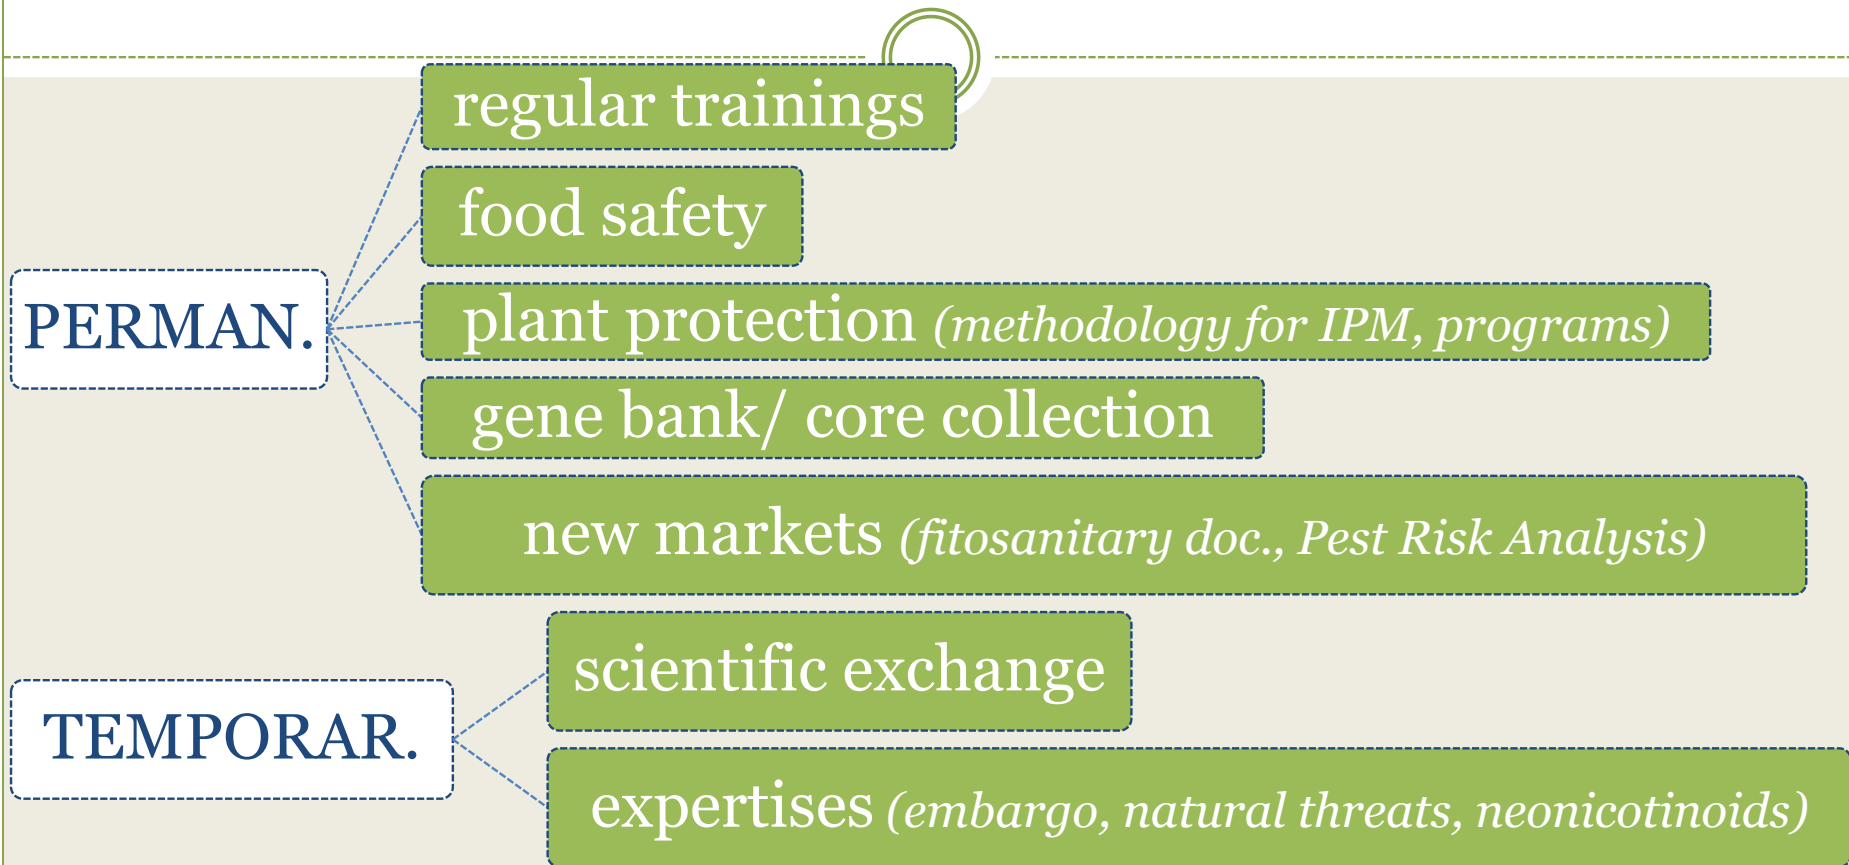 PERMAN.
regular trainings
food safety
plant protection (methodology for IPM, programs)
gene bank/ core collection
new markets (fitosanitary doc., Pest Risk Analysis)
TEMPORAR.
scientific exchange
expertises (embargo, natural threats, neonicotinoids)